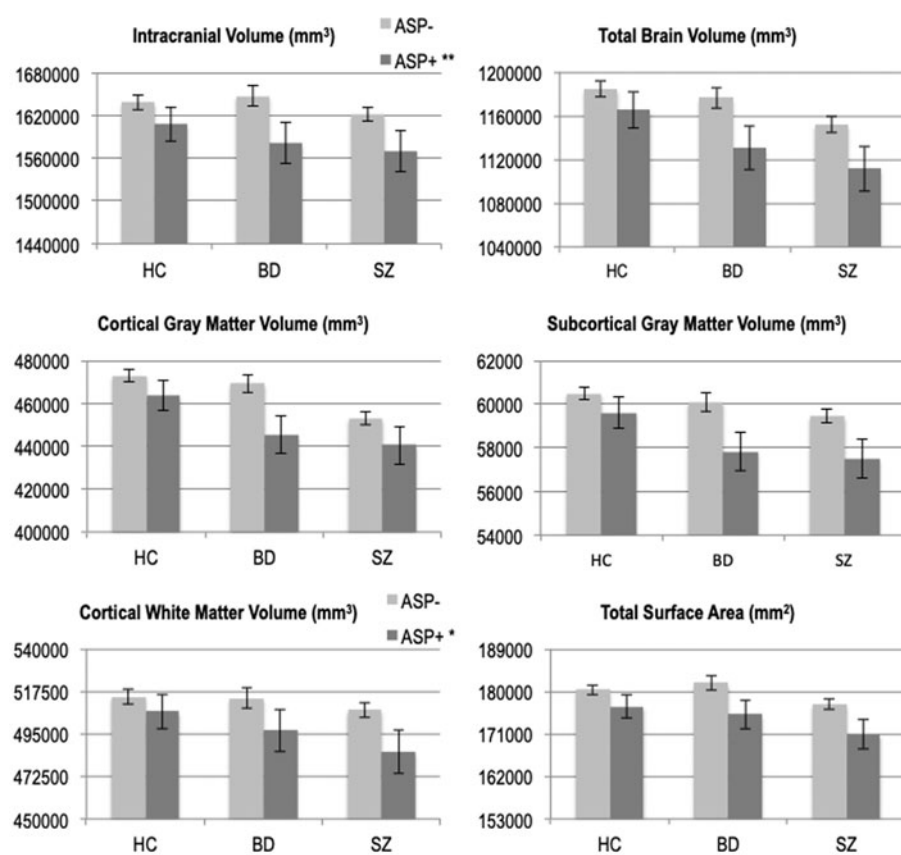 Intracranial Volume (mm³)
ASP-
ASP+ **
1680000
1620000
1560000
1500000
1440000
HC
BD
SZ
Total Brain Volume (mm³)
1200000
1160000
1120000
1080000
1040000
HC
BD
SZ
Cortical Gray Matter Volume (mm³)
480000
460000
440000
420000
400000
HC
BD
SZ
Subcortical Gray Matter Volume (mm³)
62000
60000
58000
56000
54000
HC
BD
SZ
Cortical White Matter Volume (mm³)
ASP-
ASP+ *
540000
517500
495000
472500
450000
HC
BD
SZ
Total Surface Area (mm²)
189000
180000
171000
162000
153000
HC
BD
SZ